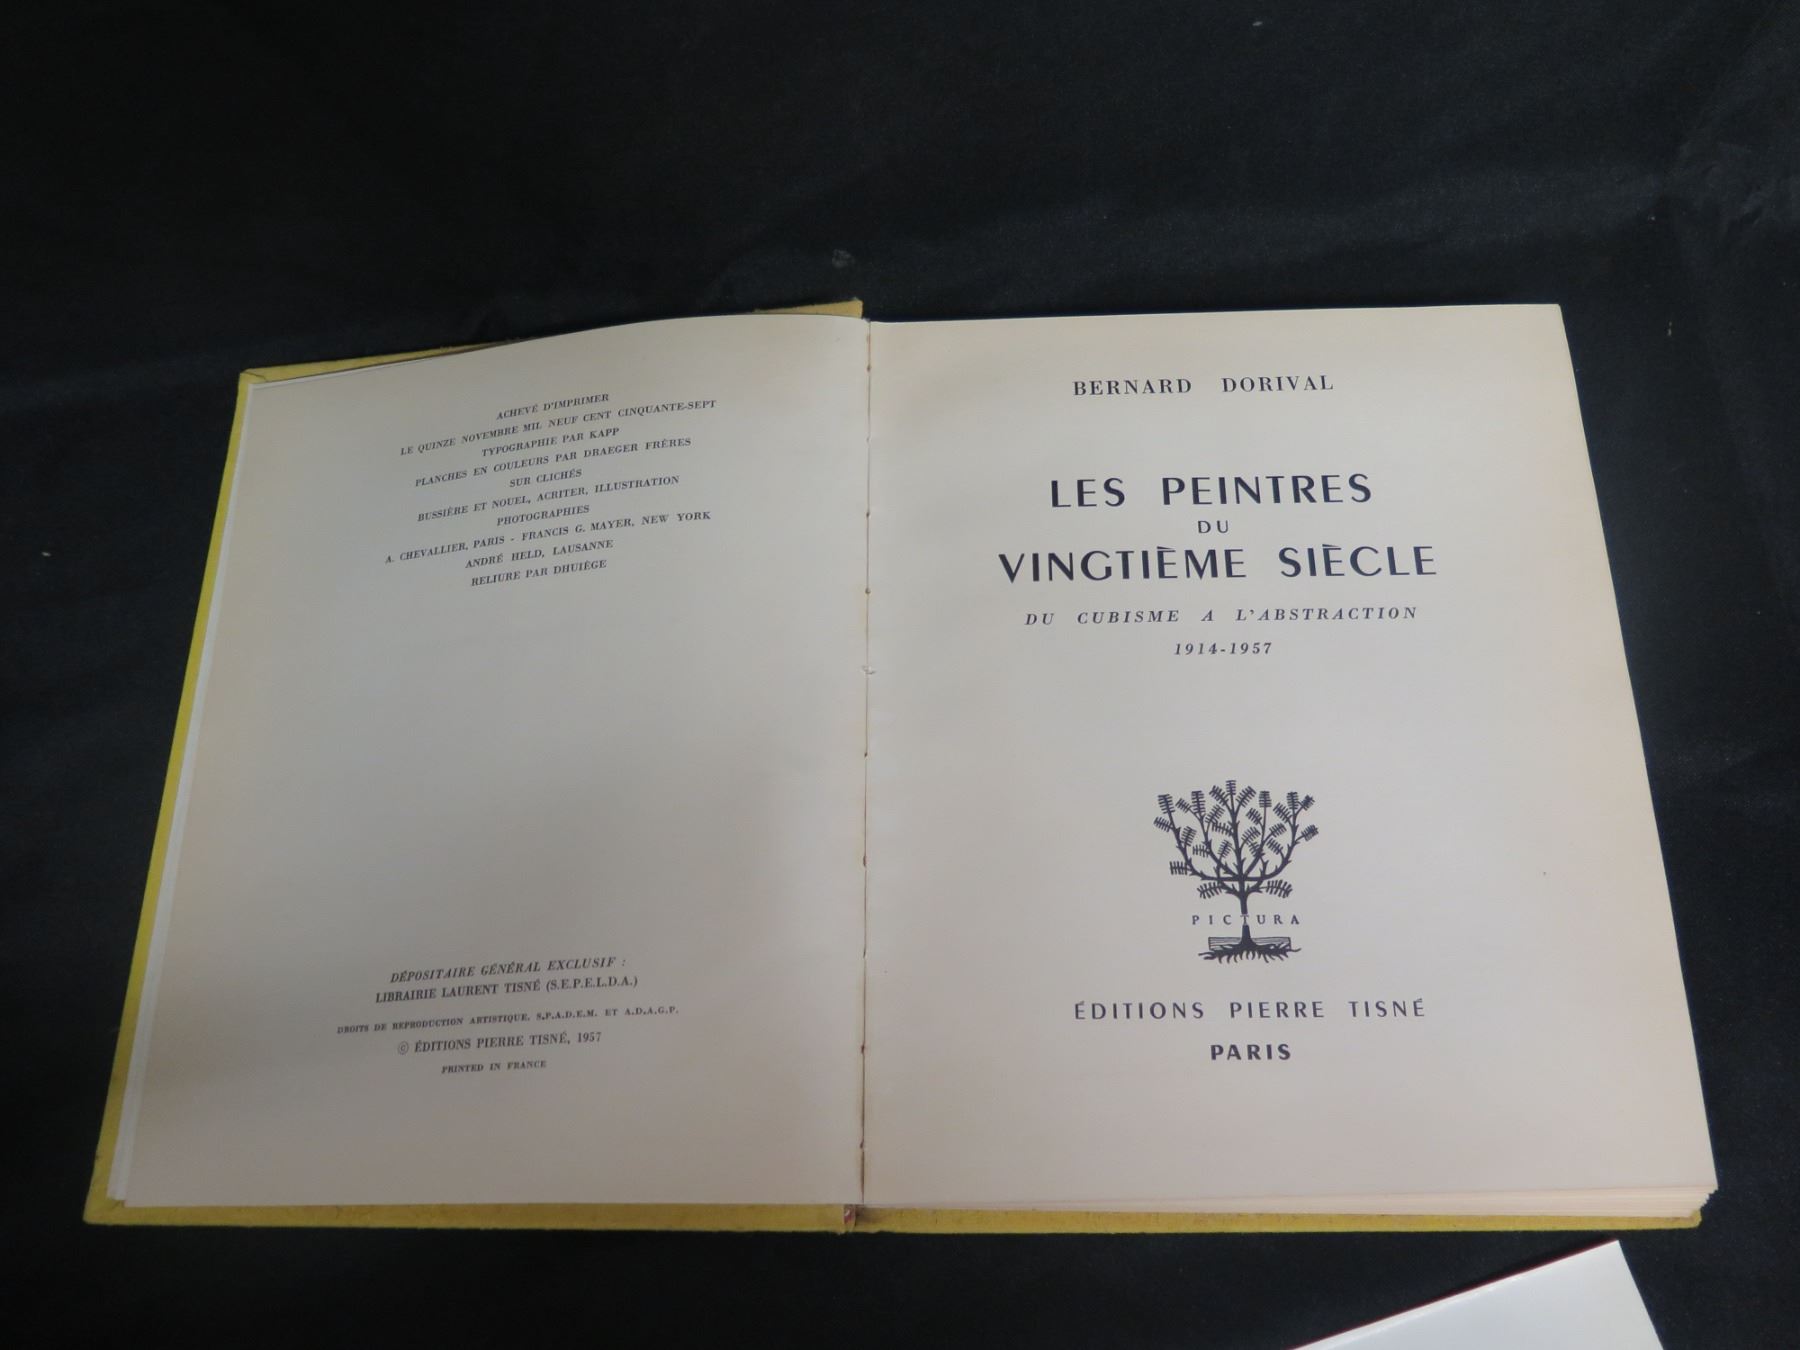 ACHEVÉ D'IMPRIMER
LE QUINZE NOVEMBRE MIL NEUF CENT CINQUANTE-SEPT
TYPOGRAPHIE PAR KAPP
PLANCHES EN COULEURS PAR DRAEGER FRÈRES
SUR CLICHÉS
BUSSIÈRE ET NOUEL, ACRITER, ILLUSTRATION
PHOTOGRAPHIES
A. CHEVALLIER, PARIS - FRANCIS G. MAYER, NEW YORK
ANDRÉ HELD, LAUSANNE
RELIURE PAR DHUIÈGE
DÉPOSITAIRE GÉNÉRAL EXCLUSIF :
LIBRAIRIE LAURENT TISNÉ (S.E.P.E.L.D.A.)
DROITS DE REPRODUCTION ARTISTIQUE. S.P.A.D.E.M. ET A.D.A.G.P.
© ÉDITIONS PIERRE TISNÉ, 1957
PRINTED IN FRANCE
BERNARD DORIVAL
LES PEINTRES
DU
VINGTIÈME SIÈCLE
DU CUBISME A L'ABSTRACTION
1914-1957
PICTURA
ÉDITIONS PIERRE TISNÉ
PARIS